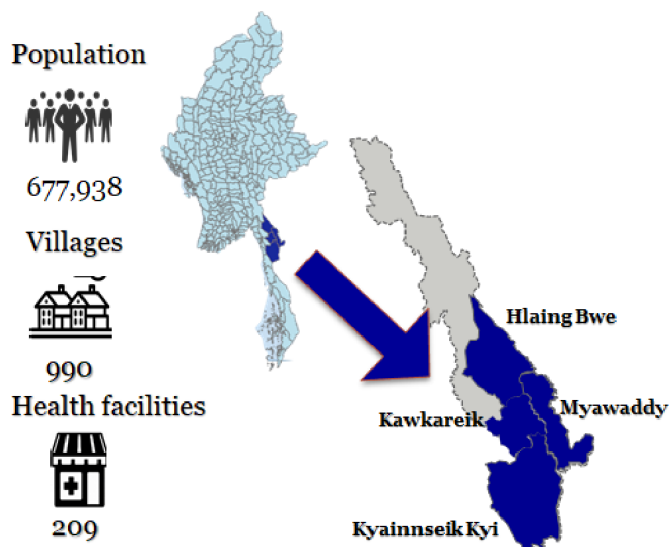 Population
677,938
Villages
990
Health facilities
209
Hlaing Bwe
Kawkareik
Myawaddy
Kyainnseik Kyi